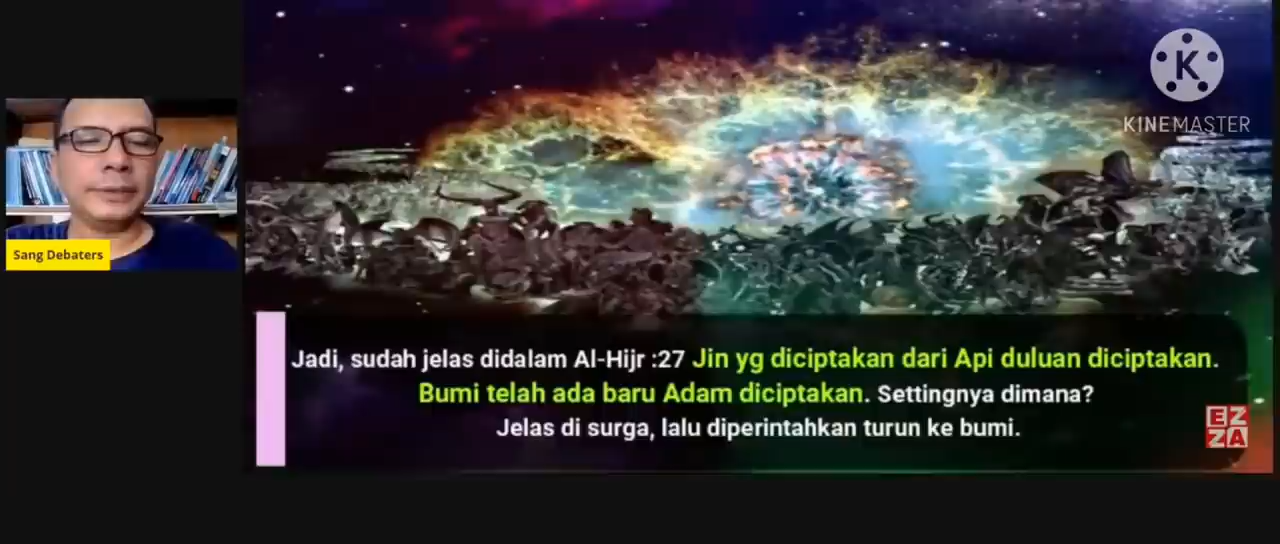 KINEMASTER
Sang Debaters
Jadi, sudah jelas didalam Al-Hijr :27 Jin yg diciptakan dari Api duluan diciptakan.
Bumi telah ada baru Adam diciptakan. Settingnya dimana?
Jelas di surga, lalu diperintahkan turun ke bumi.
EZ
ZA